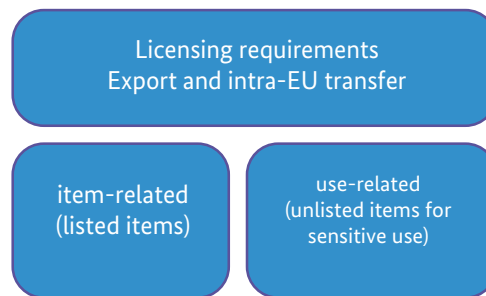 Licensing requirements
Export and intra-EU transfer
item-related
(listed items)
use-related
(unlisted items for
sensitive use)